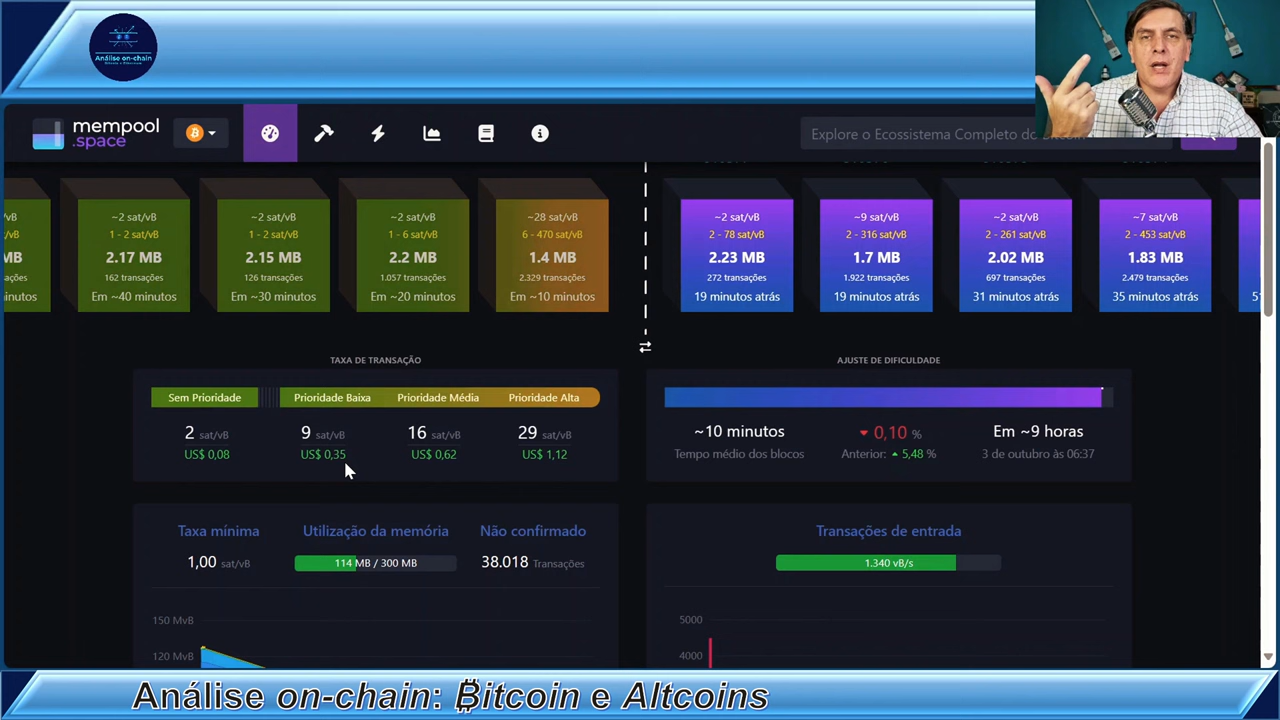 Análise on-chain
mempool
.space
Explore o Ecossistema Completo do
~2 sat/vB
1 - 2 sat/vB
2.17 MB
162 transações
Em ~40 minutos
~2 sat/vB
1 - 2 sat/vB
2.15 MB
126 transações
Em ~30 minutos
~2 sat/vB
1 - 6 sat/vB
2.2 MB
1.057 transações
Em ~20 minutos
~28 sat/vB
6 - 470 sat/vB
1.4 MB
2.329 transações
Em ~10 minutos
~2 sat/vB
2 - 78 sat/vB
2.23 MB
272 transações
19 minutos atrás
~9 sat/vB
2 - 316 sat/vB
1.7 MB
1.922 transações
19 minutos atrás
~2 sat/vB
2 - 261 sat/vB
2.02 MB
697 transações
31 minutos atrás
~7 sat/vB
2 - 453 sat/vB
1.83 MB
2.479 transações
35 minutos atrás
TAXA DE TRANSAÇÃO
Sem Prioridade Prioridade Baixa Prioridade Média Prioridade Alta
2 sat/vB 9 sat/vB 16 sat/vB 29 sat/vB
US$ 0,08 US$ 0,35 US$ 0,62 US$ 1,12
AJUSTE DE DIFICULDADE
~10 minutos 0,10 % Em ~9 horas
Tempo médio dos blocos Anterior: 5,48 % 3 de outubro às 06:37
Taxa mínima Utilização da memória Não confirmado
1,00 sat/vB 114 MB / 300 MB 38.018 Transações
150 MvB
120 MvB
Transações de entrada
1.340 vB/s
5000
4000
Análise on-chain: ₿itcoin e Altcoins